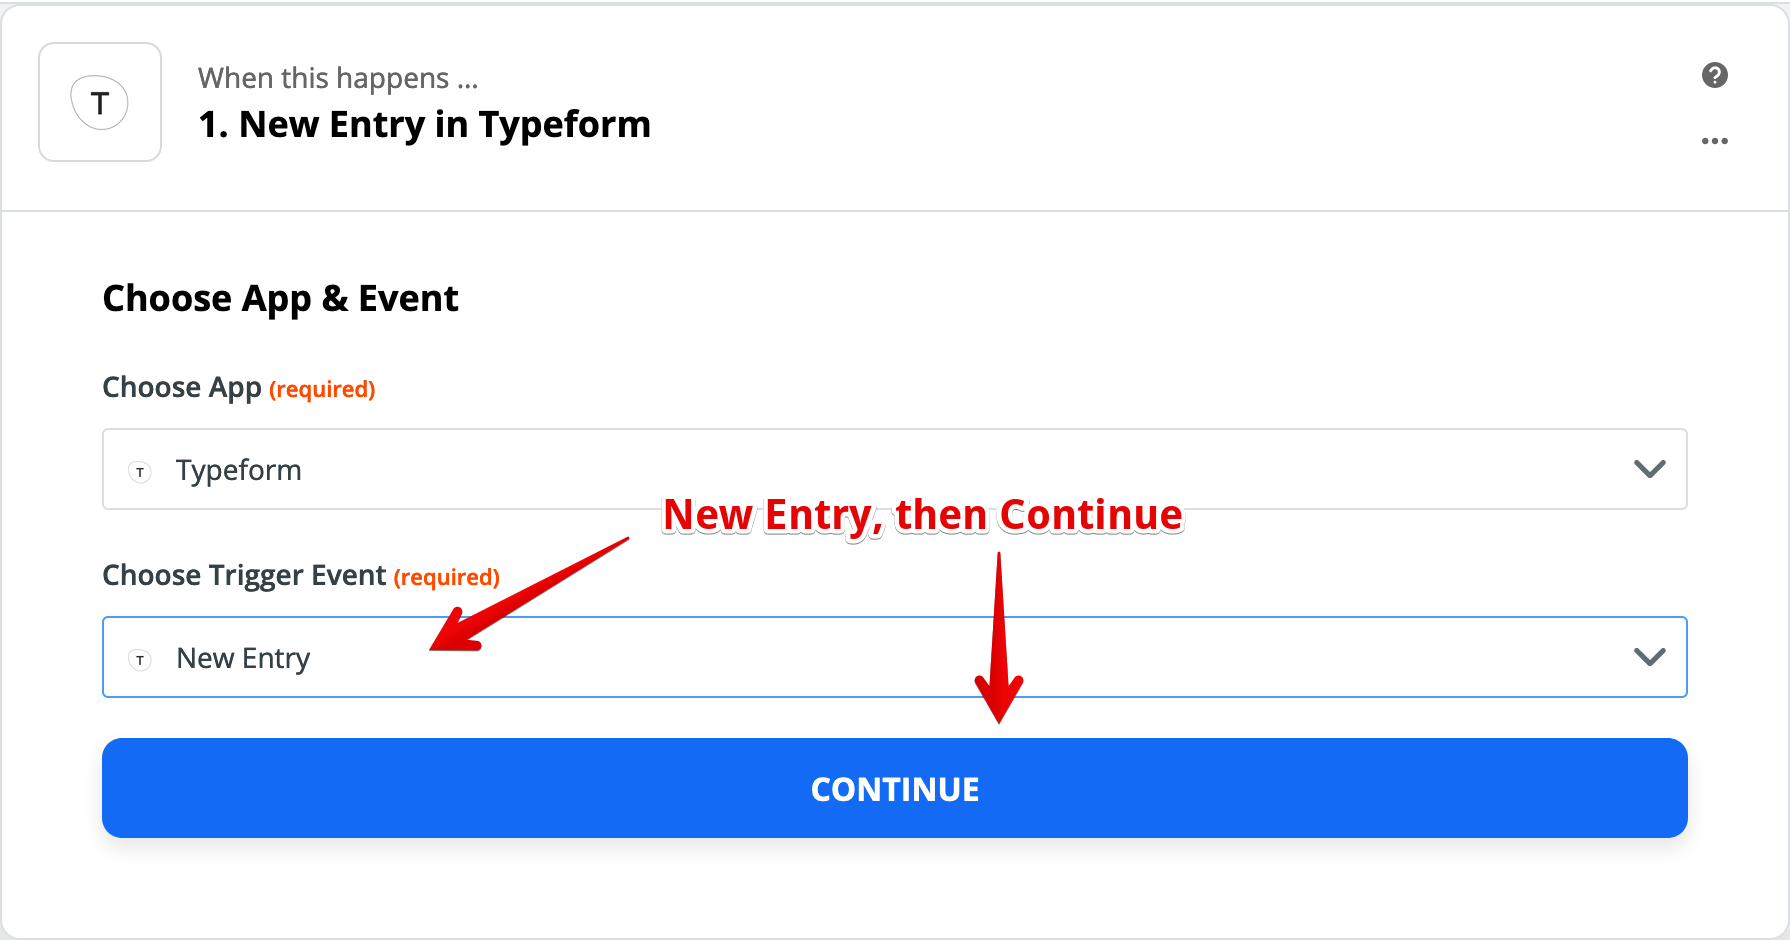 T
When this happens ...
1. New Entry in Typeform
?
Choose App & Event
Choose App (required)
T Typeform
New Entry, then Continue
Choose Trigger Event (required)
T New Entry
CONTINUE